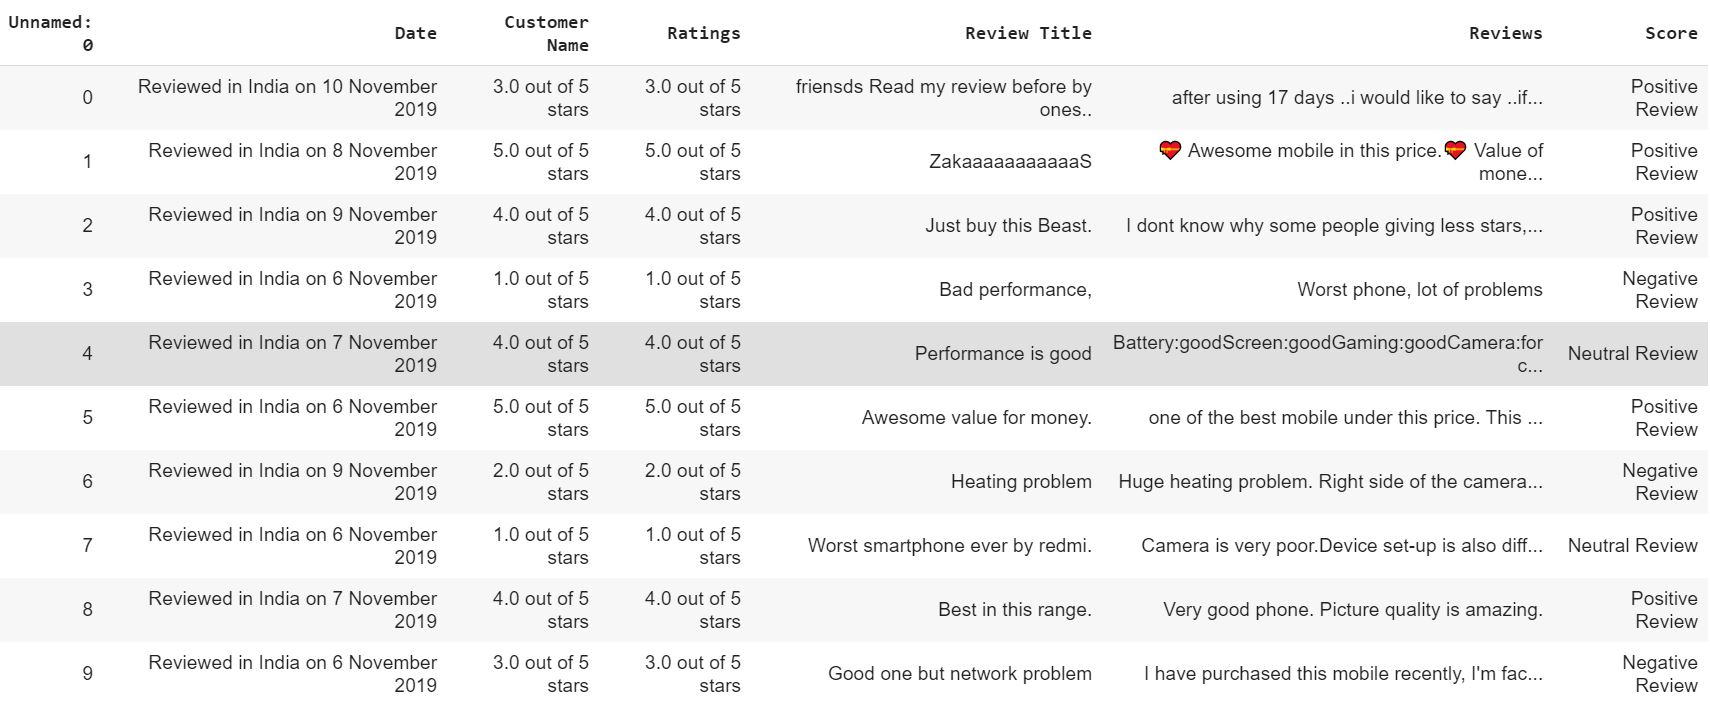 Unnamed: 0 Date Customer Name Ratings Review Title Reviews Score
0 Reviewed in India on 10 November 2019 3.0 out of 5 stars 3.0 out of 5 stars friensds Read my review before by ones.. after using 17 days ..i would like to say ..if... Positive Review
1 Reviewed in India on 8 November 2019 5.0 out of 5 stars 5.0 out of 5 stars ZakaaaaaaaaaaaS 💝 Awesome mobile in this price.💝 Value of mone... Positive Review
2 Reviewed in India on 9 November 2019 4.0 out of 5 stars 4.0 out of 5 stars Just buy this Beast. I dont know why some people giving less stars,... Positive Review
3 Reviewed in India on 6 November 2019 1.0 out of 5 stars 1.0 out of 5 stars Bad performance, Worst phone, lot of problems Negative Review
4 Reviewed in India on 7 November 2019 4.0 out of 5 stars 4.0 out of 5 stars Performance is good Battery:goodScreen:goodGaming:goodCamera:for c... Neutral Review
5 Reviewed in India on 6 November 2019 5.0 out of 5 stars 5.0 out of 5 stars Awesome value for money. one of the best mobile under this price. This ... Positive Review
6 Reviewed in India on 9 November 2019 2.0 out of 5 stars 2.0 out of 5 stars Heating problem Huge heating problem. Right side of the camera... Negative Review
7 Reviewed in India on 6 November 2019 1.0 out of 5 stars 1.0 out of 5 stars Worst smartphone ever by redmi. Camera is very poor.Device set-up is also diff... Neutral Review
8 Reviewed in India on 7 November 2019 4.0 out of 5 stars 4.0 out of 5 stars Best in this range. Very good phone. Picture quality is amazing. Positive Review
9 Reviewed in India on 6 November 2019 3.0 out of 5 stars 3.0 out of 5 stars Good one but network problem I have purchased this mobile recently, I'm fac... Negative Review